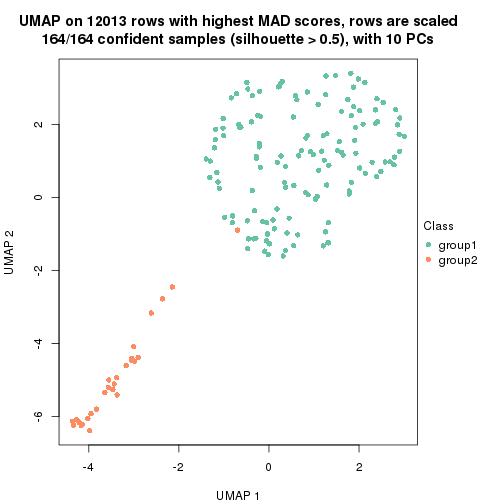 UMAP on 12013 rows with highest MAD scores, rows are scaled
164/164 confident samples (silhouette > 0.5), with 10 PCs
UMAP 2
2
0
-2
-4
-6
-4
-2
0
2
UMAP 1
Class
group1
group2